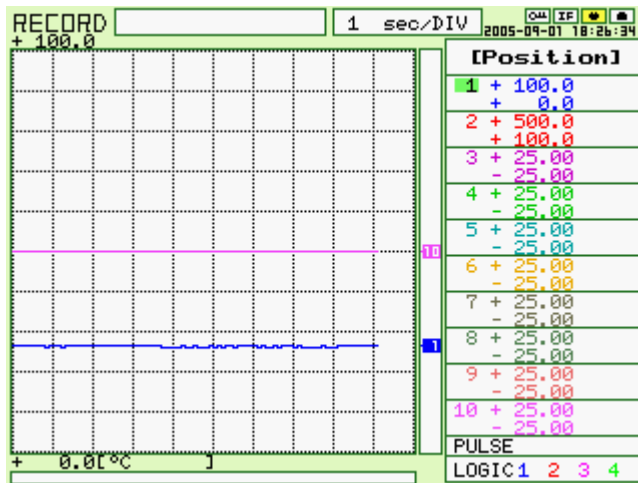 RECORD
1 sec/DIV
IF
2005-09-01 18:26:34
+ 100.0
[Position]
1 + 100.0
+ 0.0
2 + 500.0
+ 100.0
3 + 25.00
- 25.00
4 + 25.00
- 25.00
5 + 25.00
- 25.00
6 + 25.00
- 25.00
7 + 25.00
- 25.00
8 + 25.00
- 25.00
9 + 25.00
- 25.00
10 + 25.00
- 25.00
10
1
+ 0.0[°C ]
PULSE
LOGIC 1 2 3 4